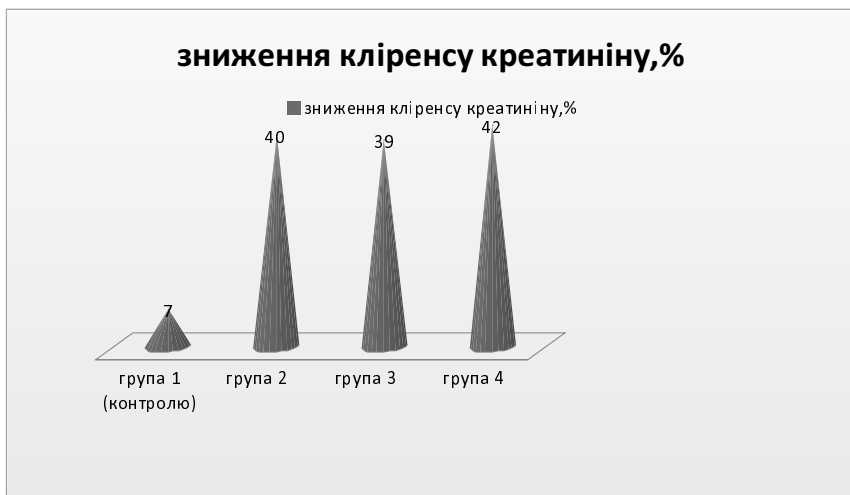 зниження кліренсу креатиніну,%
зниження кліренсу креатиніну,%
7
40
39
42
група 1
(контролю)
група 2
група 3
група 4